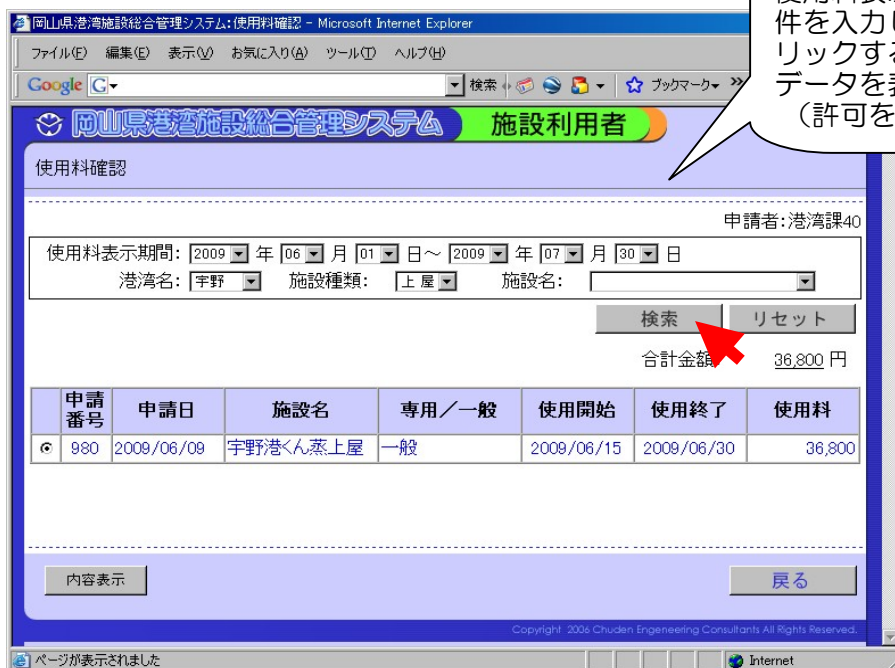 岡山県港湾施設総合管理システム:使用料確認 - Microsoft Internet Explorer
ファイル(F) 編集(E) 表示(V) お気に入り(A) ツール(T) ヘルプ(H)
Google G 検索 ブックマーク »
件を入力し
リックする
データを表
（許可を
岡山県港湾施設総合管理システム 施設利用者
使用料確認
申請者:港湾課40
使用料表示期間: 2009 年 06 月 01 日～ 2009 年 07 月 30 日
港湾名: 宇野 施設種類: 上屋 施設名:
検索 リセット
合計金額 36,800 円
申請番号 申請日 施設名 専用／一般 使用開始 使用終了 使用料
980 2009/06/09 宇野港くん蒸上屋 一般 2009/06/15 2009/06/30 36,800
内容表示 戻る
Copyright 2006 Chuden Engeneering Consultants All Rights Reserved.
ページが表示されました Internet